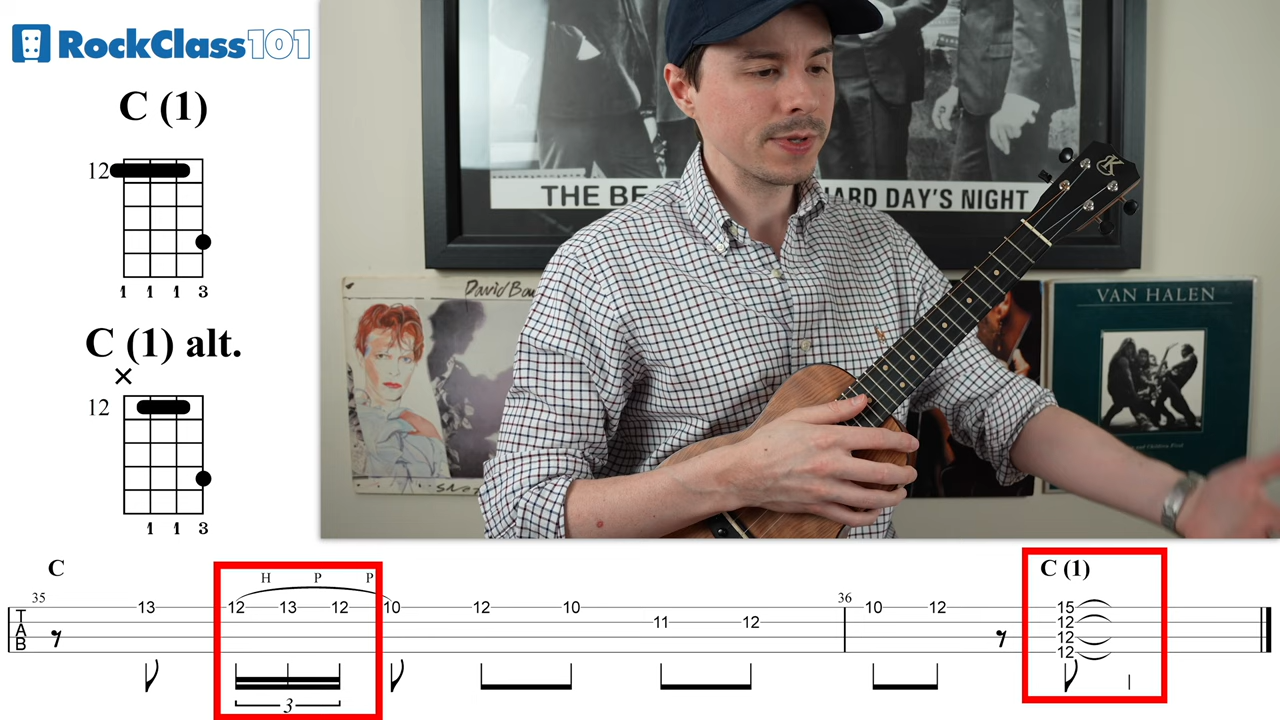 RockClass101
C (1)
12
1 1 1 3
C (1) alt.
×
12
1 1 3
THE BE HARD DAY'S NIGHT
David Bow
VAN HALEN
K
C
H P P
C (1)
35
36
T
A
B
13 12 13 12 10 12 10 10 12 15
11 12 12
12
12
3